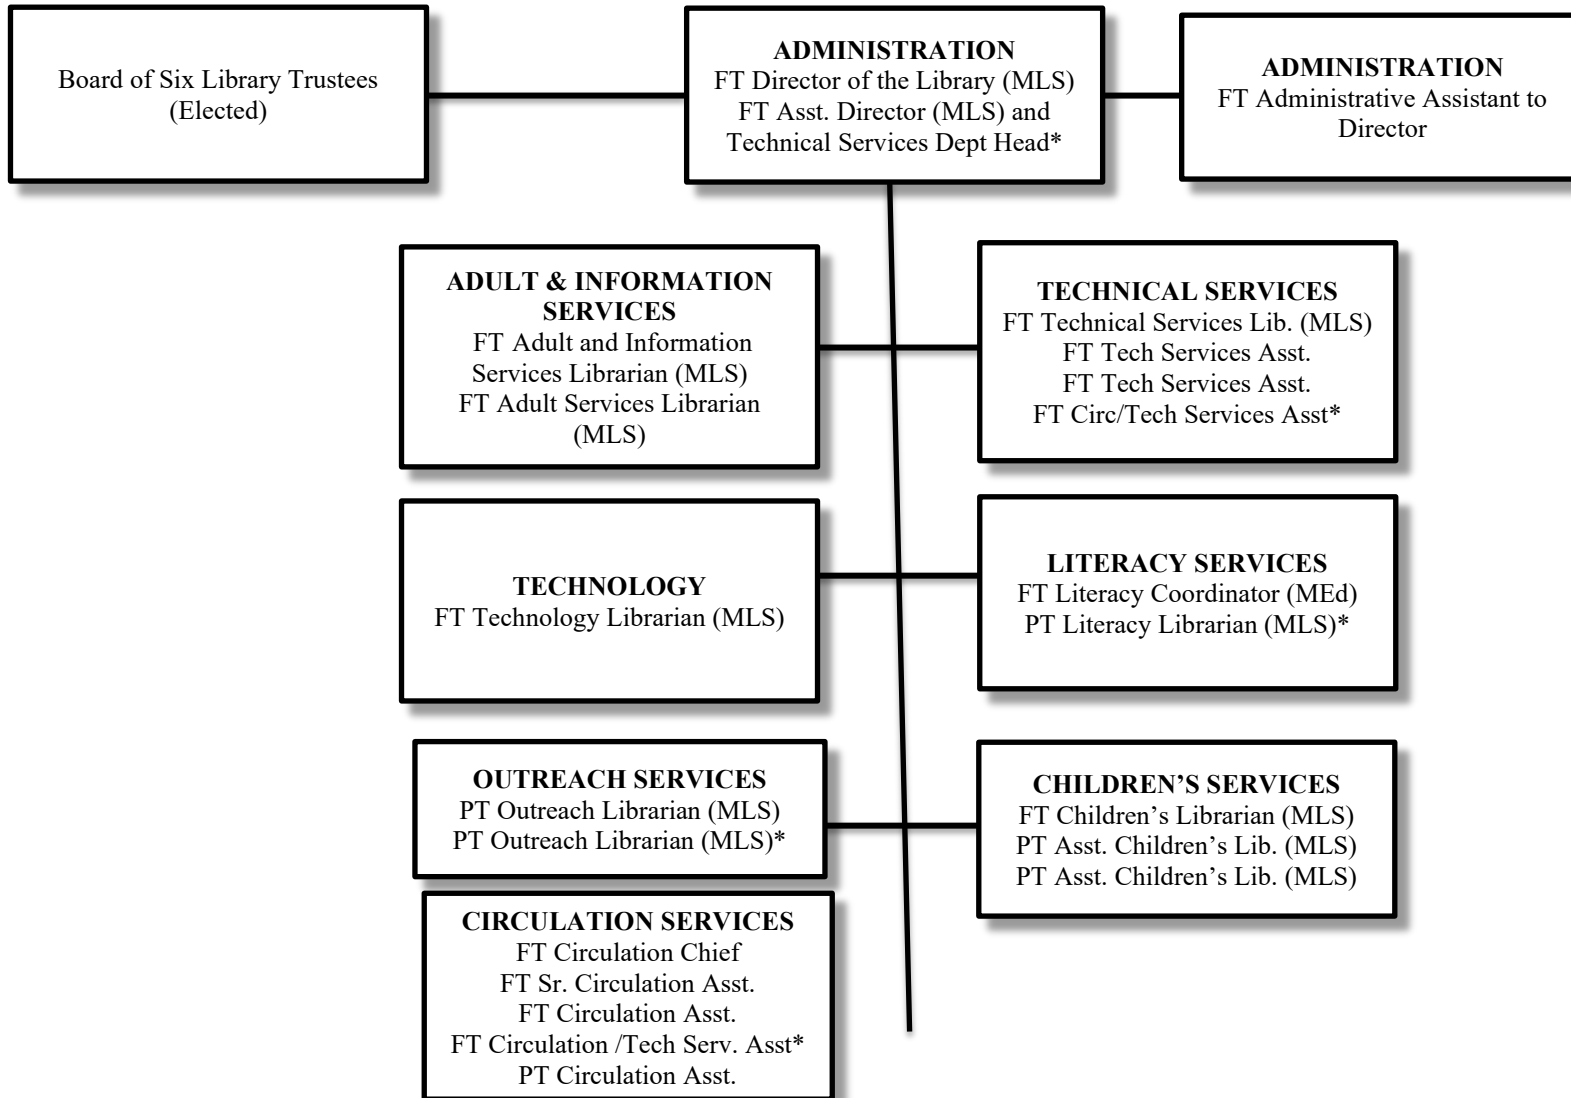 Board of Six Library Trustees
(Elected)
ADMINISTRATION
FT Director of the Library (MLS)
FT Asst. Director (MLS) and
Technical Services Dept Head*
ADMINISTRATION
FT Administrative Assistant to
Director
ADULT & INFORMATION
SERVICES
FT Adult and Information
Services Librarian (MLS)
FT Adult Services Librarian
(MLS)
TECHNICAL SERVICES
FT Technical Services Lib. (MLS)
FT Tech Services Asst.
FT Tech Services Asst.
FT Circ/Tech Services Asst*
TECHNOLOGY
FT Technology Librarian (MLS)
LITERACY SERVICES
FT Literacy Coordinator (MEd)
PT Literacy Librarian (MLS)*
OUTREACH SERVICES
PT Outreach Librarian (MLS)
PT Outreach Librarian (MLS)*
CHILDREN’S SERVICES
FT Children’s Librarian (MLS)
PT Asst. Children’s Lib. (MLS)
PT Asst. Children’s Lib. (MLS)
CIRCULATION SERVICES
FT Circulation Chief
FT Sr. Circulation Asst.
FT Circulation Asst.
FT Circulation /Tech Serv. Asst*
PT Circulation Asst.